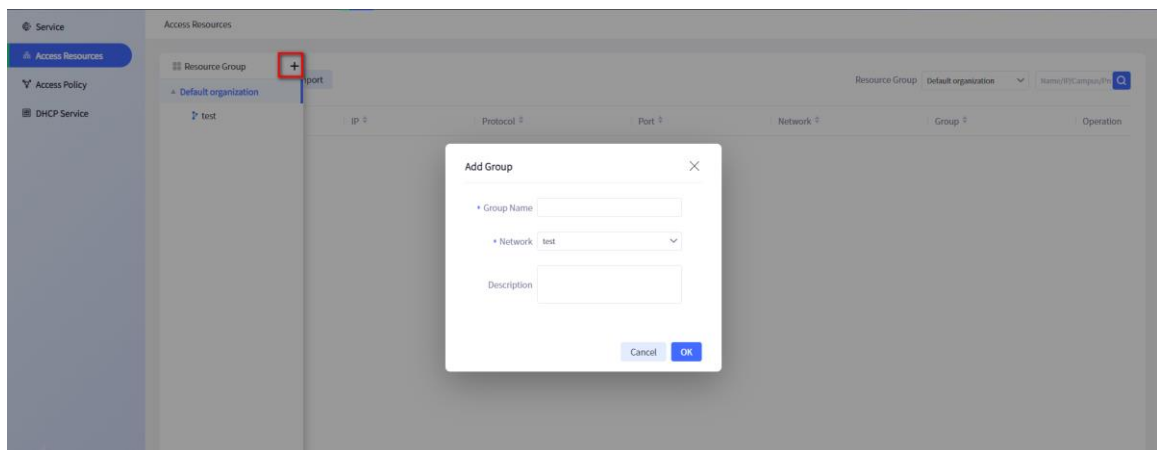 Service
Access Resources
Access Resources
Access Policy
DHCP Service
Resource Group +
Default organization
test
Resource Group Default organization
IP Protocol Port Network Group Operation
Add Group
* Group Name
* Network test
Description
Cancel OK